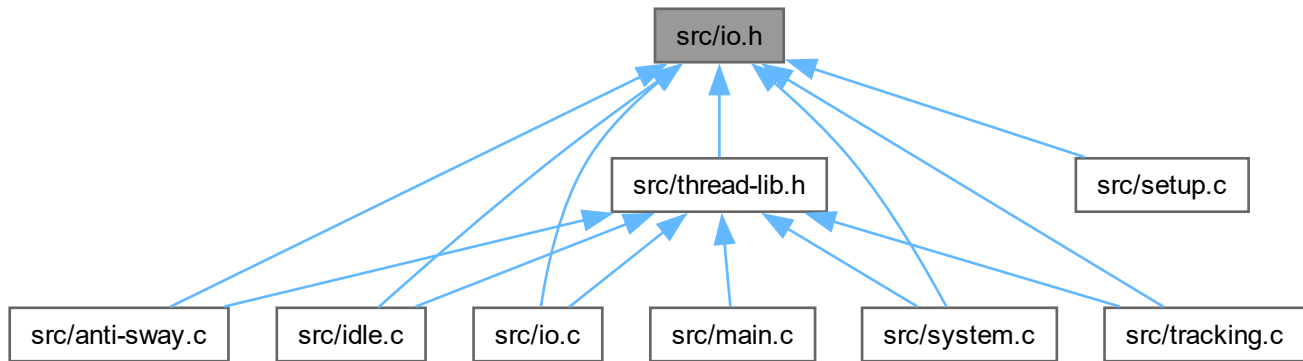 src/io.h
src/thread-lib.h
src/setup.c
src/anti-sway.c
src/idle.c
src/io.c
src/main.c
src/system.c
src/tracking.c